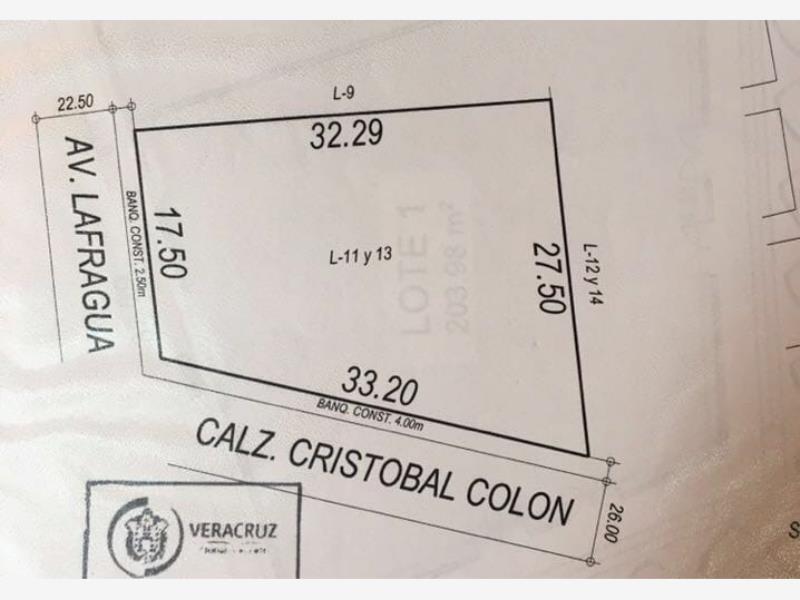 22.50
L-9
32.29
AV. LAFRAGUA
BANQ. CONST. 2.50m
17.50
L-11 y 13
LOTE 1
203.98 m²
27.50
L-12 y 14
33.20
BANQ. CONST. 4.00m
CALZ. CRISTOBAL COLON
26.00
VERACRUZ
S